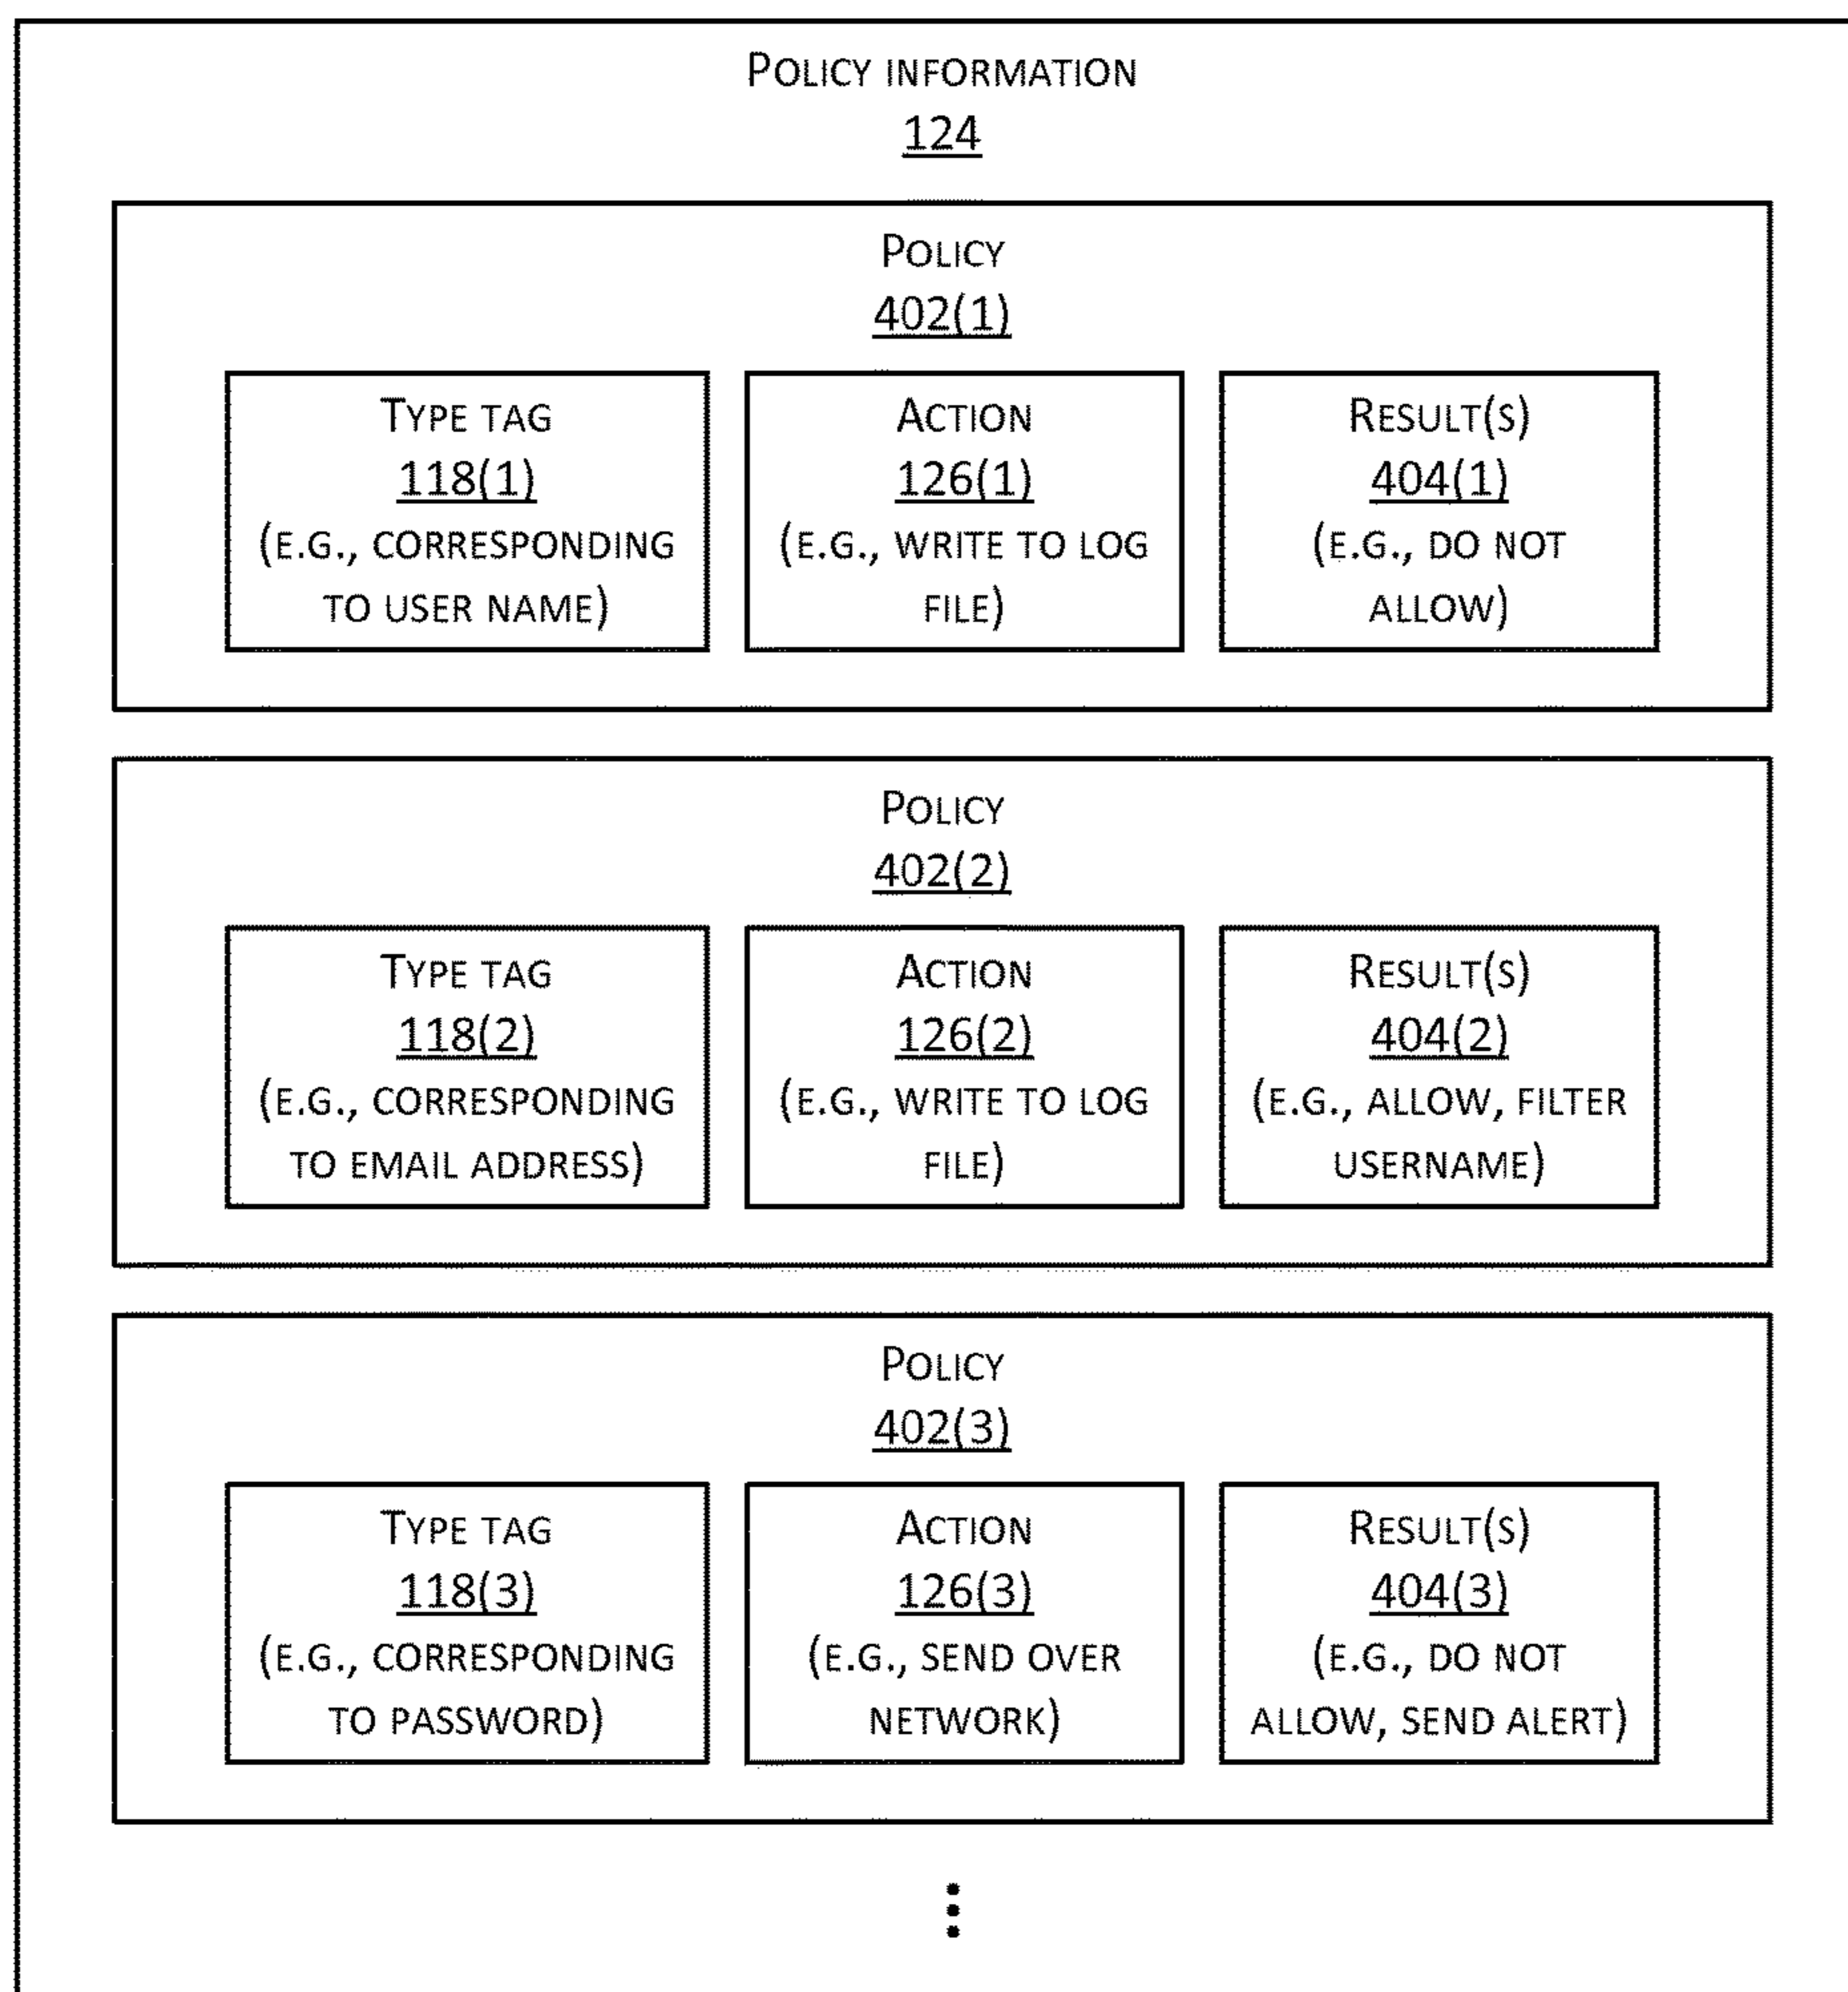 POLICY INFORMATION
124
POLICY
402(1)
TYPE TAG
118(1)
(E.G., CORRESPONDING
TO USER NAME)
ACTION
126(1)
(E.G., WRITE TO LOG
FILE)
RESULT(S)
404(1)
(E.G., DO NOT
ALLOW)
POLICY
402(2)
TYPE TAG
118(2)
(E.G., CORRESPONDING
TO EMAIL ADDRESS)
ACTION
126(2)
(E.G., WRITE TO LOG
FILE)
RESULT(S)
404(2)
(E.G., ALLOW, FILTER
USERNAME)
POLICY
402(3)
TYPE TAG
118(3)
(E.G., CORRESPONDING
TO PASSWORD)
ACTION
126(3)
(E.G., SEND OVER
NETWORK)
RESULT(S)
404(3)
(E.G., DO NOT
ALLOW, SEND ALERT)